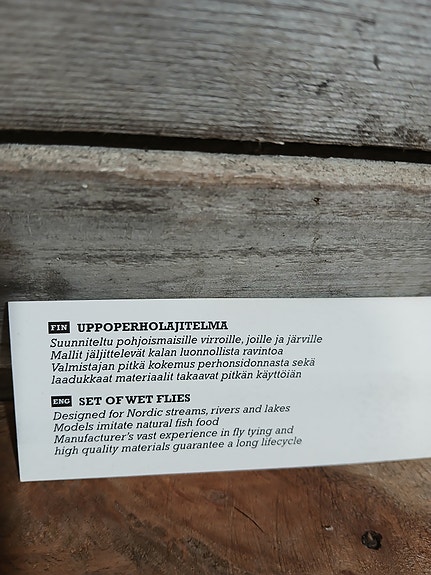 FIN UPPOPERHOLAJITELMA
Suunniteltu pohjoismaisille virroille, joille ja järville
Mallit jäljittelevät kalan luonnollista ravintoa
Valmistajan pitkä kokemus perhonsidonnasta sekä
laadukkaat materiaalit takaavat pitkän käyttöiän
ENG SET OF WET FLIES
Designed for Nordic streams, rivers and lakes
Models imitate natural fish food
Manufacturer's vast experience in fly tying and
high quality materials guarantee a long lifecycle